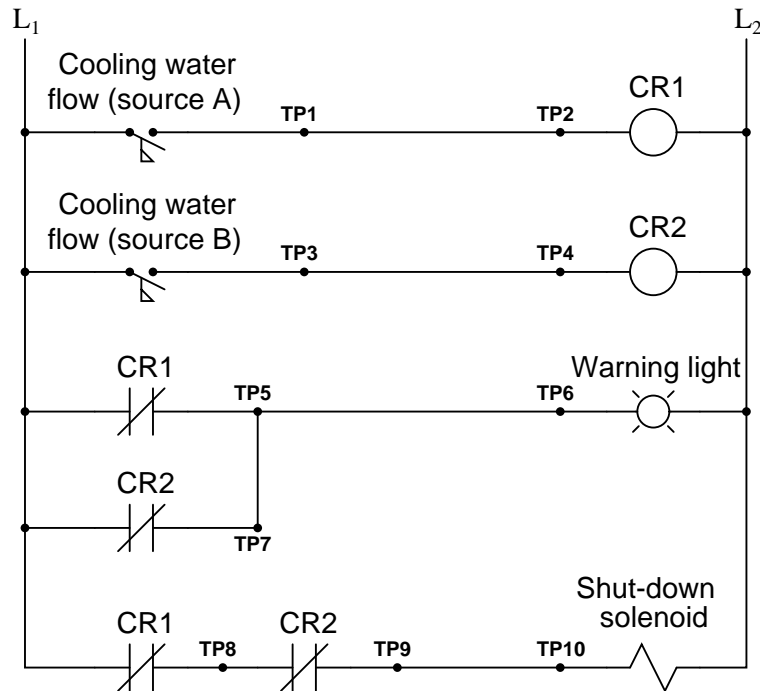 L1
L2
Cooling water
flow (source A)
TP1
TP2
CR1
Cooling water
flow (source B)
TP3
TP4
CR2
CR1
TP5
TP6
Warning light
CR2
TP7
CR1
TP8
CR2
TP9
TP10
Shut-down
solenoid